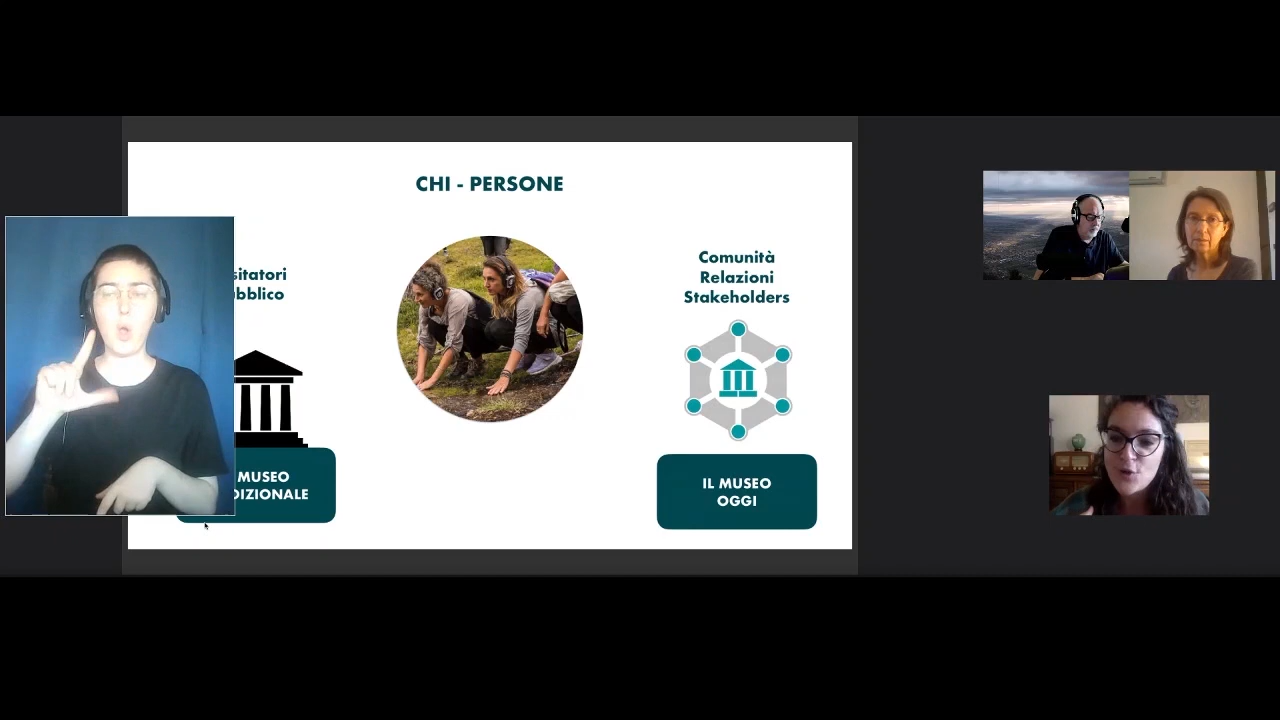 CHI - PERSONE
sitatori
bblico
MUSEO
DIZIONALE
Comunità
Relazioni
Stakeholders
IL MUSEO
OGGI